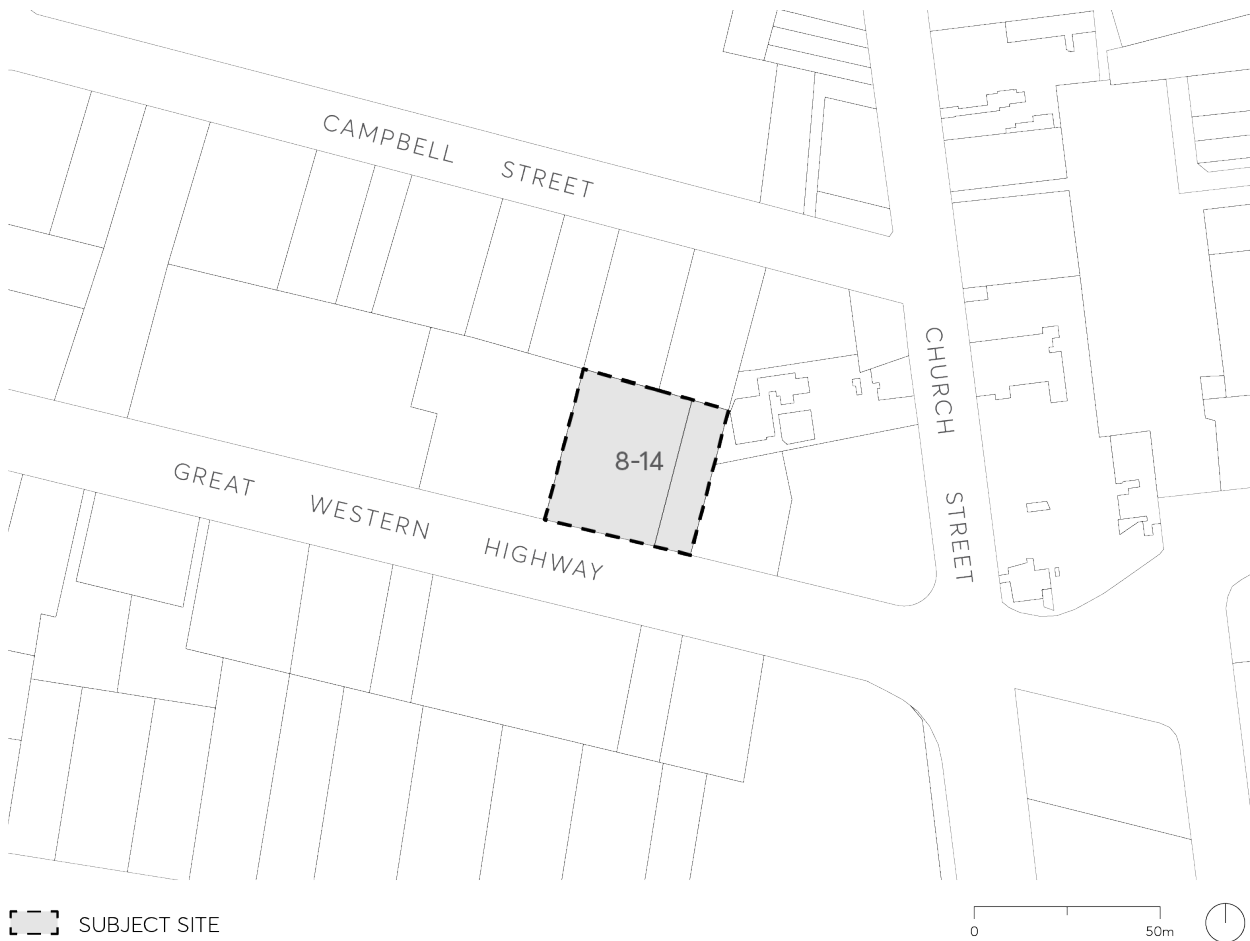 CAMPBELL STREET
CHURCH STREET
8-14
GREAT WESTERN HIGHWAY
SUBJECT SITE
0 50m